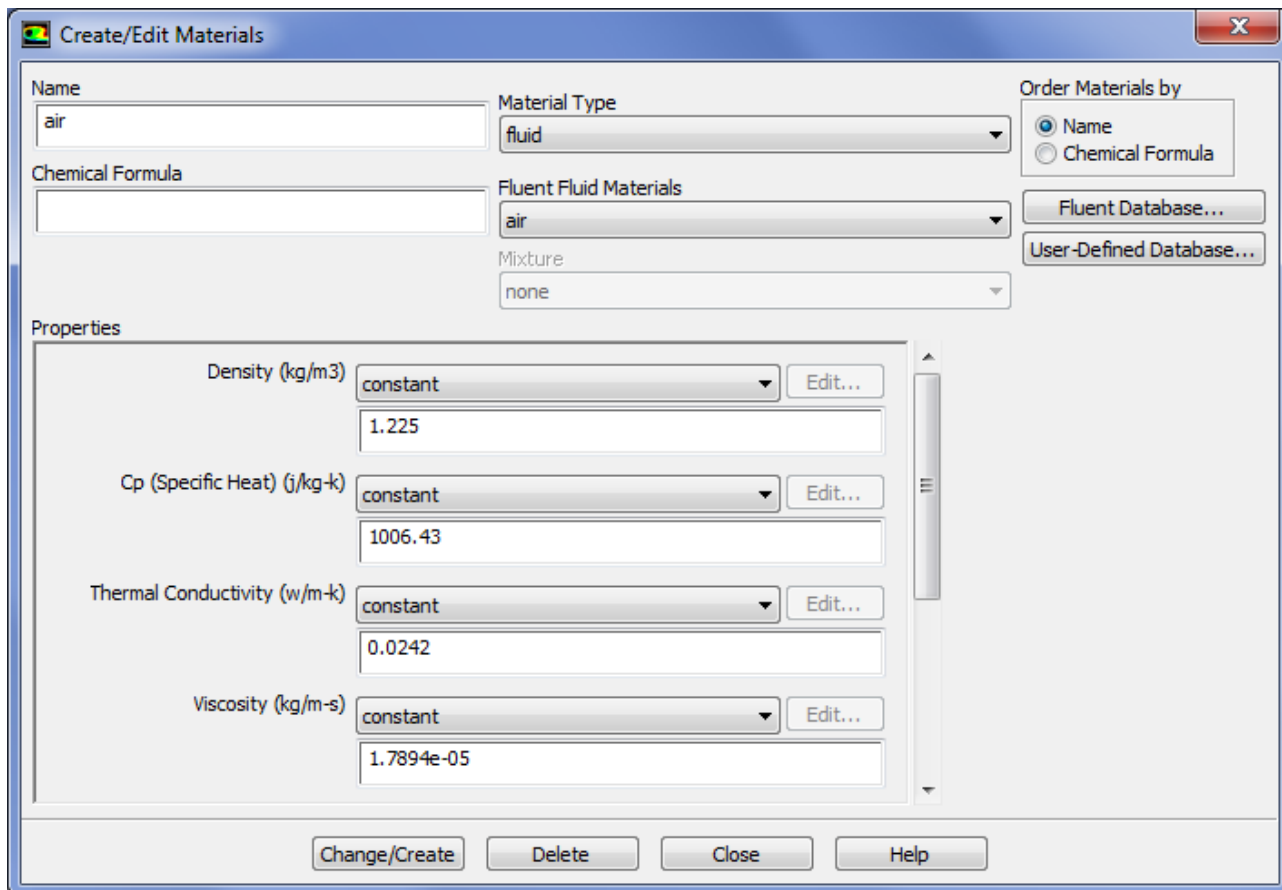 Create/Edit Materials
Name
air
Chemical Formula
Material Type
fluid
Fluent Fluid Materials
air
Mixture
none
Order Materials by
Name
Chemical Formula
Fluent Database...
User-Defined Database...
Properties
Density (kg/m3) constant Edit...
1.225
Cp (Specific Heat) (j/kg-k) constant Edit...
1006.43
Thermal Conductivity (w/m-k) constant Edit...
0.0242
Viscosity (kg/m-s) constant Edit...
1.7894e-05
Change/Create Delete Close Help